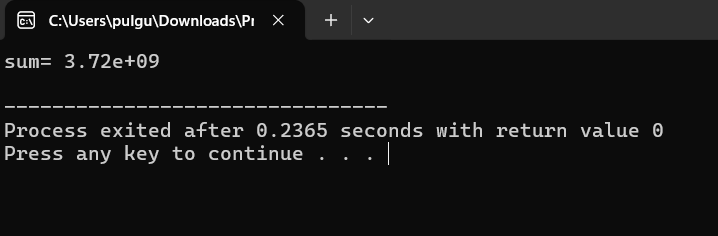 C:\Users\pulgu\Downloads\Pr
sum= 3.72e+09
--------------------------------
Process exited after 0.2365 seconds with return value 0
Press any key to continue . . .